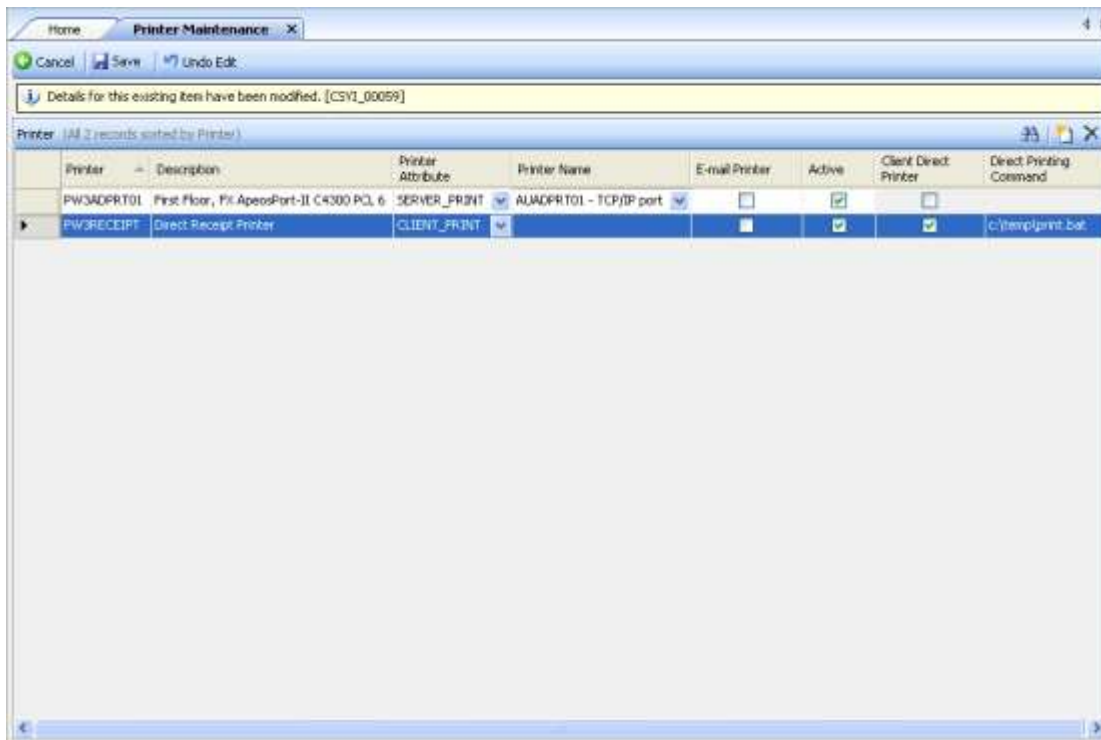 Home Printer Maintenance X
Cancel Save Undo Edit
Details for this existing item have been modified. [CSVI_00059]
Printer (All 2 records sorted by Printer)
Printer Description Printer Attribute Printer Name E-mail Printer Active Client Direct Printer Direct Printing Command
PW3ADPRT01 First Floor, FX ApeosPort-II C4300 PCL 6 SERVER_PRINT AUADPRT01 - TCP/IP port
PW3RECEIPT Direct Receipt Printer CLIENT_PRINT c:\temp\print.bat